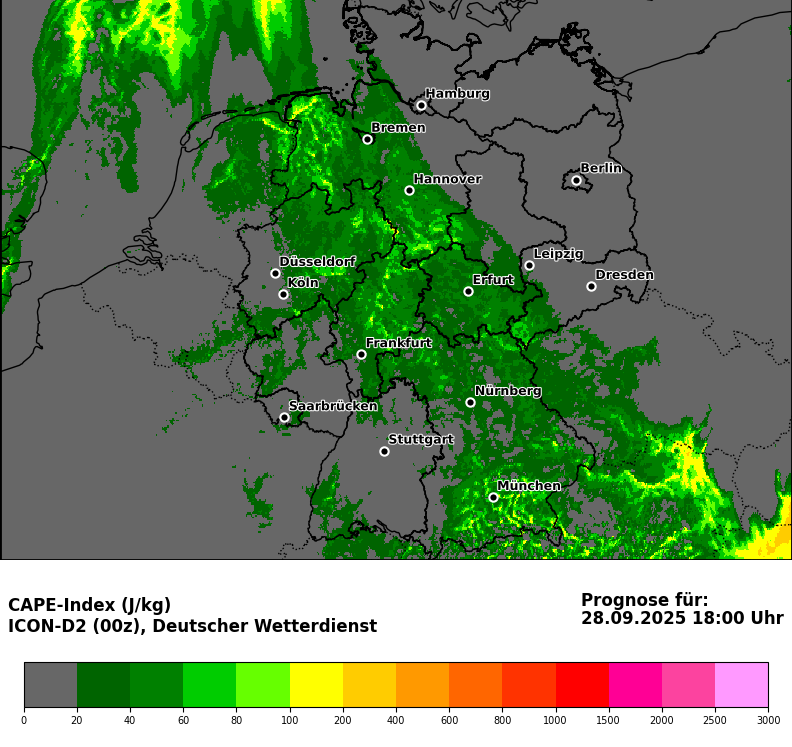 Hamburg
Bremen
Berlin
Hannover
Leipzig
Düsseldorf
Dresden
Köln
Erfurt
Frankfurt
Nürnberg
Saarbrücken
Stuttgart
München
CAPE-Index (J/kg)
ICON-D2 (00z), Deutscher Wetterdienst
Prognose für:
28.09.2025 18:00 Uhr
0 20 40 60 80 100 200 400 600 800 1000 1500 2000 2500 3000